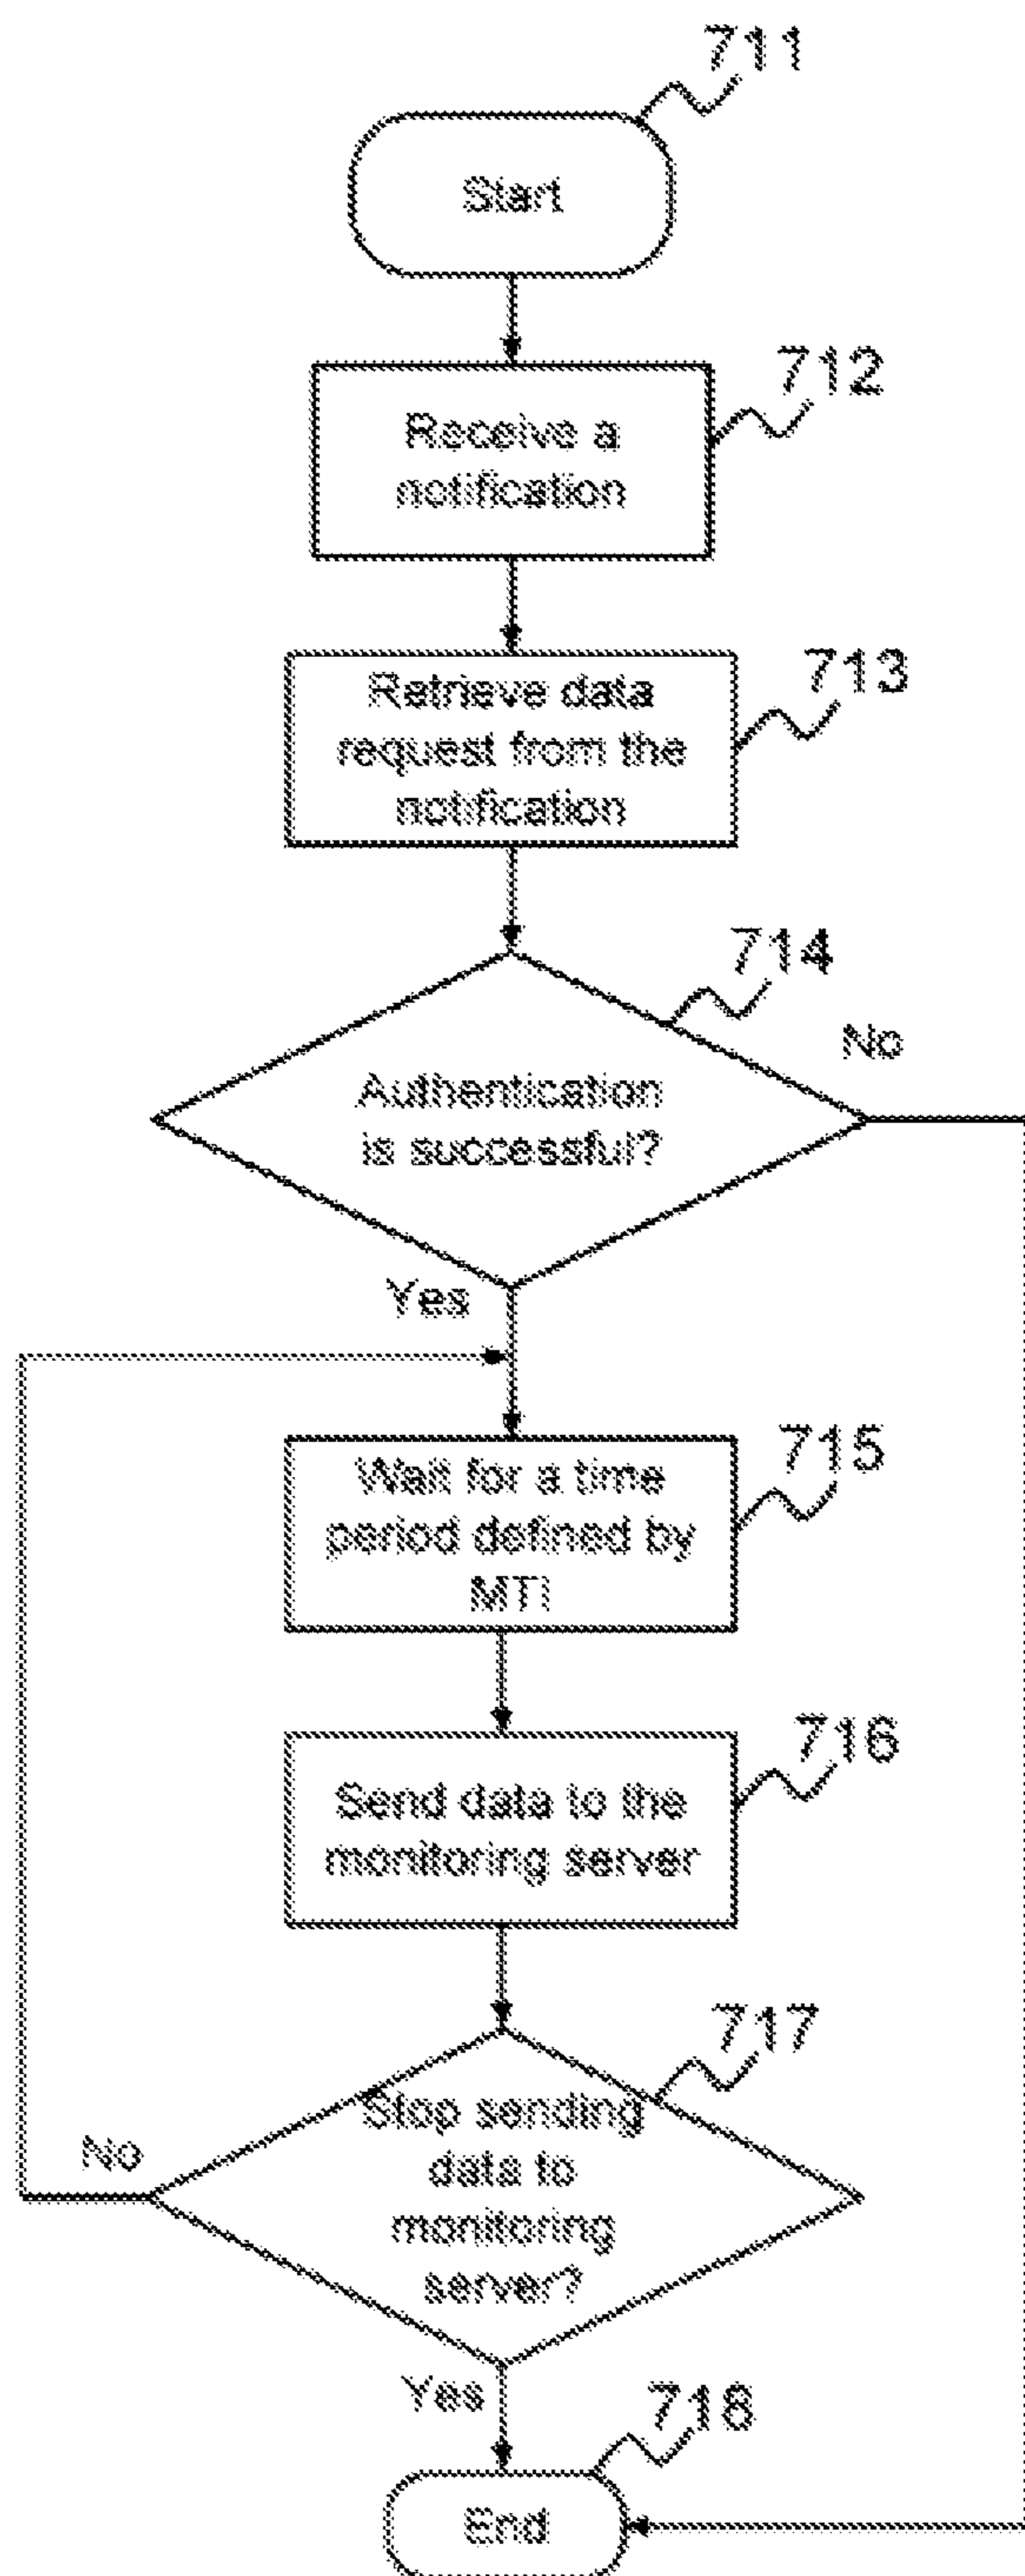 711
Start
712
Receive a
notification
713
Retrieve data
request from the
notification
714
No
Authentication
is successful?
Yes
715
Wait for a time
period defined by
MTI
716
Send data to the
monitoring server
717
Stop sending
data to
monitoring
server?
No
Yes
718
End